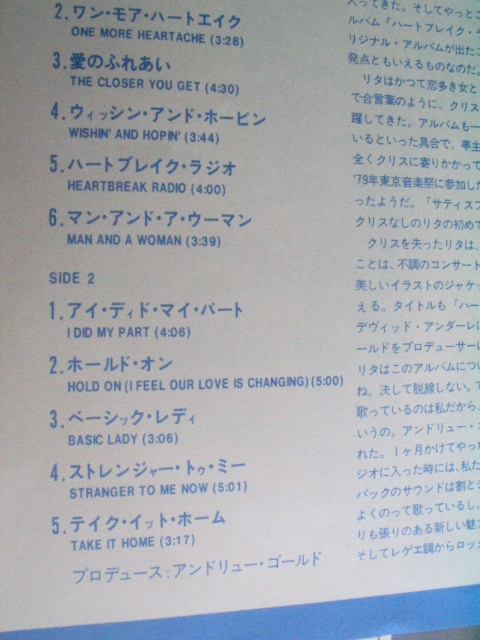 2.ワン・モア・ハートエイク
ONE MORE HEARTACHE (3:28)
3.愛のふれあい
THE CLOSER YOU GET (4:30)
4.ウィッシン・アンド・ホーピン
WISHIN' AND HOPIN' (3:44)
5.ハートブレイク・ラジオ
HEARTBREAK RADIO (4:00)
6.マン・アンド・ア・ウーマン
MAN AND A WOMAN (3:39)
SIDE 2
1.アイ・ディド・マイ・パート
I DID MY PART (4:06)
2.ホールド・オン
HOLD ON (I FEEL OUR LOVE IS CHANGING) (5:00)
3.ベーシック・レディ
BASIC LADY (3:06)
4.ストレンジャー・トゥ・ミー
STRANGER TO ME NOW (5:01)
5.テイク・イット・ホーム
TAKE IT HOME (3:17)
プロデュース:アンドリュー・ゴールド
入ってきた。そしてやっとこ
ルバム「ハートブレイク・
リジナル・アルバムが出たこ
発点ともいえるものなのだ。
リタはかつて恋多き女と
で合言葉のように、クリス
躍してきた。アルバムも一
いるといった具合で、亭主
全くクリスに寄りかかって
'79年東京音楽祭に参加した
ったようだ。「サティスフ
クリスなしのリタの初めて
クリスを失ったリタは、
ことは、不調のコンサート
美しいイラストのジャケッ
える。タイトルも「ハー
デヴィッド・アンダーレ
ールドをプロデューサーに
リタはこのアルバムについ
ね。決して脱線しない。
歌っているのは私だから、
いうの。アンドリュー・
れた。1ヶ月かけてやっ
ジオに入った時には、私た
バックのサウンドは割と
よくのって歌っているし、
りも張りのある新しい魅
そしてレゲエ調からロッ